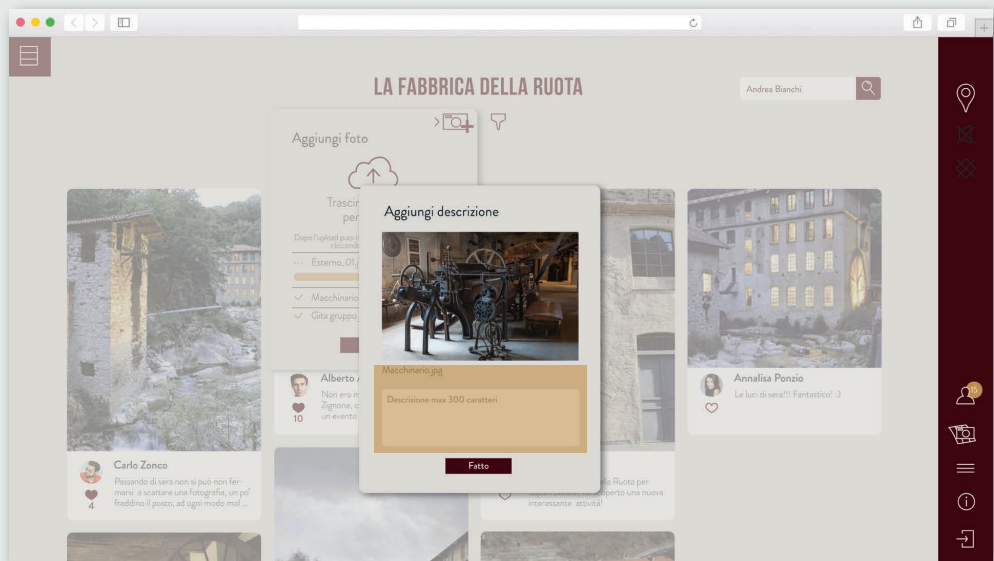 LA FABBRICA DELLA RUOTA
Andrea Bianchi
Aggiungi foto
Trascin
per
Dopo l'upload puoi
cliccando
Esterno_01.j
Macchinario
Gita gruppo
Aggiungi descrizione
Macchinario.jpg
Descrizione max 300 caratteri
Fatto
Carlo Zonco
Passando di sera non si può non fer-
marsi a scattare una fotografia, un po'
freddino il posto, ad ogni modo mol ...
4
Alberto
Non ero m
Zignone, c
un evento
10
lla Ruota per
scoperto una nuova
interessante attività!
Annalisa Ponzio
Le luci di sera!!! Fantastico! :)
15